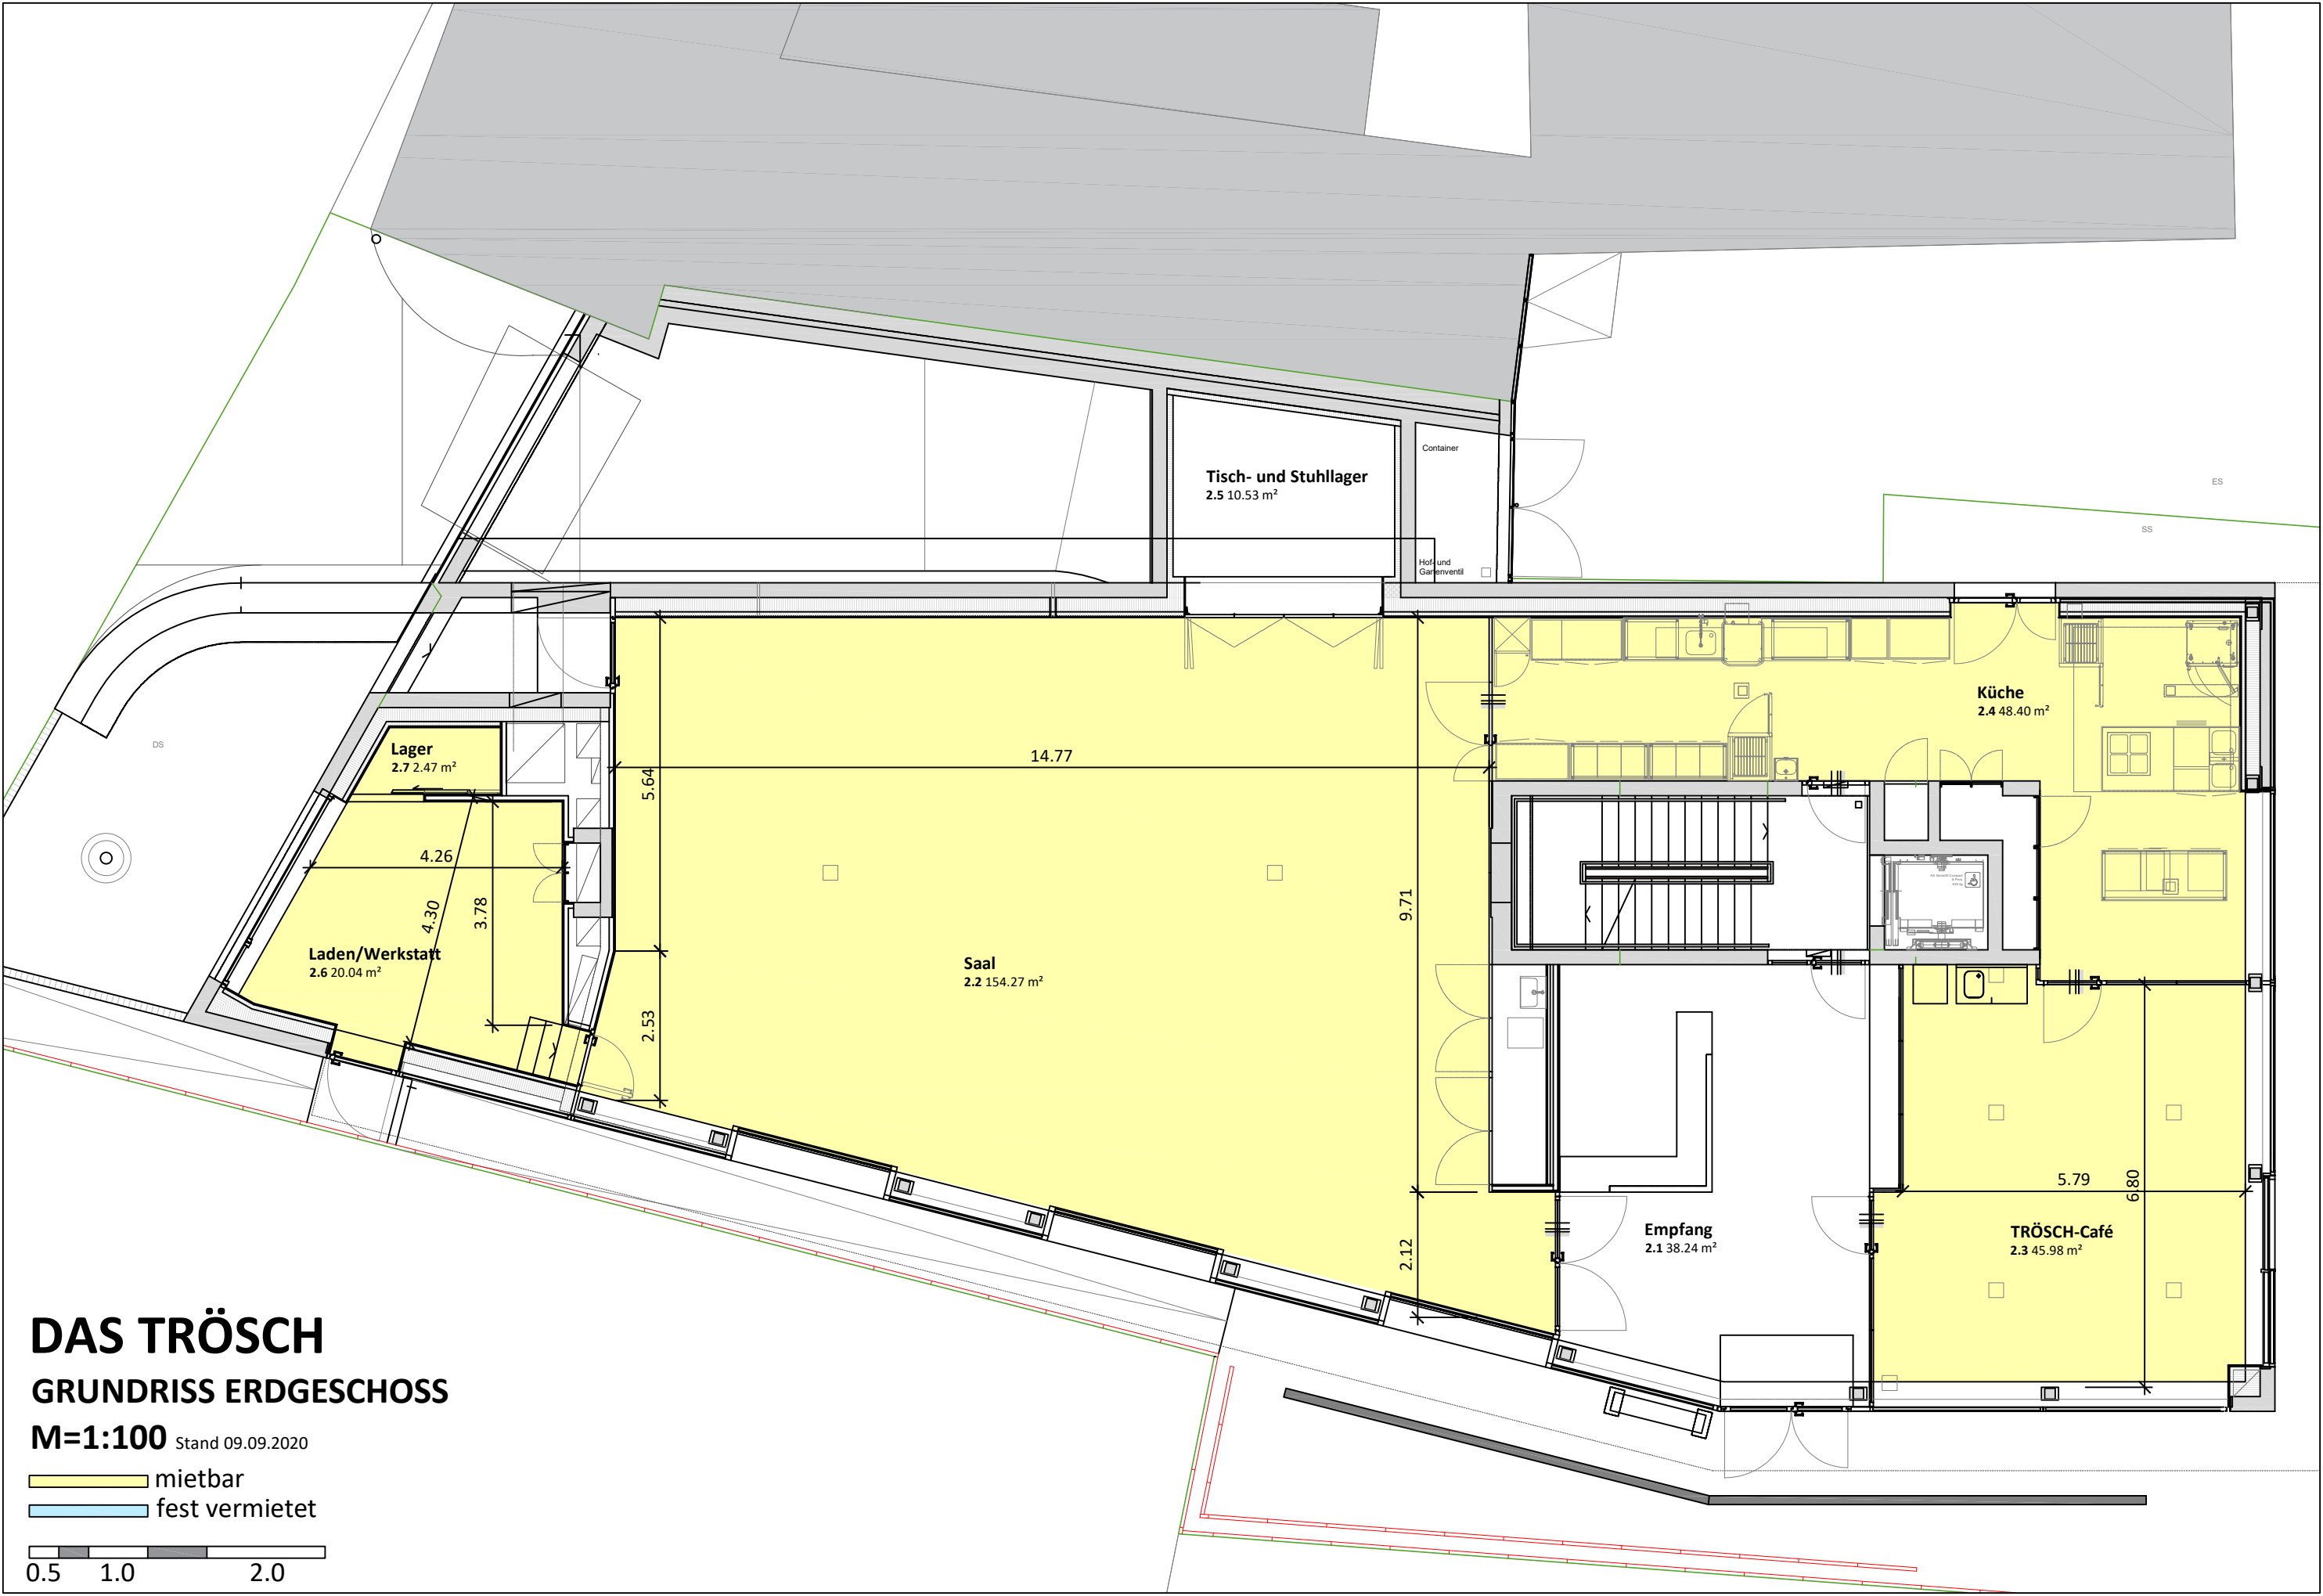 Container
Tisch- und Stuhllager
2.5 10.53 m²
ES
SS
Hof- und
Gartenventil
Küche
2.4 48.40 m²
DS
Lager
2.7 2.47 m²
14.77
5.64
4.26
4.30
3.78
9.71
Laden/Werkstatt
2.6 20.04 m²
Saal
2.2 154.27 m²
2.53
5.79
6.80
Empfang
2.1 38.24 m²
TRÖSCH-Café
2.3 45.98 m²
2.12
DAS TRÖSCH
GRUNDRISS ERDGESCHOSS
M=1:100 Stand 09.09.2020
mietbar
fest vermietet
0.5 1.0 2.0